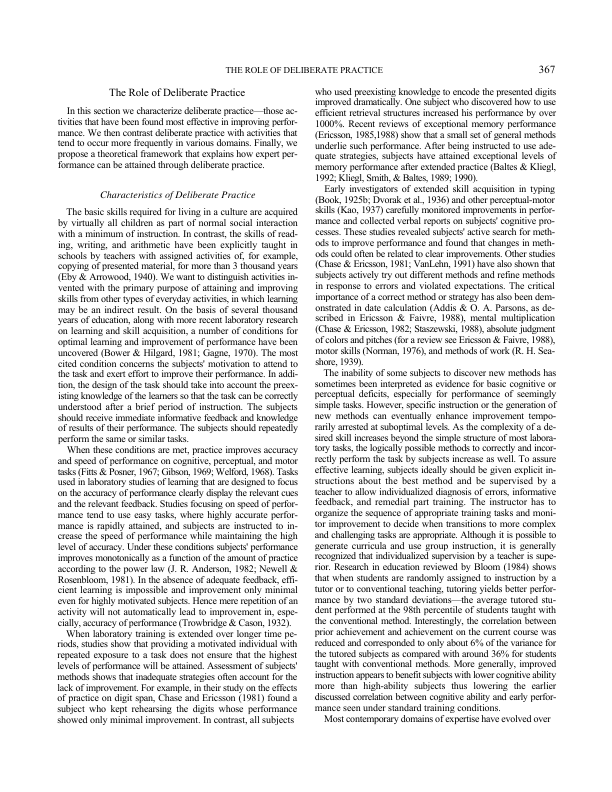 THE ROLE OF DELIBERATE PRACTICE
367
The Role of Deliberate Practice
In this section we characterize deliberate practice—those ac-
tivities that have been found most effective in improving perfor-
mance. We then contrast deliberate practice with activities that
tend to occur more frequently in various domains. Finally, we
propose a theoretical framework that explains how expert per-
formance can be attained through deliberate practice.
Characteristics of Deliberate Practice
The basic skills required for living in a culture are acquired
by virtually all children as part of normal social interaction
with a minimum of instruction. In contrast, the skills of read-
ing, writing, and arithmetic have been explicitly taught in
schools by teachers with assigned activities of, for example,
copying of presented material, for more than 3 thousand years
(Eby & Arrowood, 1940). We want to distinguish activities in-
vented with the primary purpose of attaining and improving
skills from other types of everyday activities, in which learning
may be an indirect result. On the basis of several thousand
years of education, along with more recent laboratory research
on learning and skill acquisition, a number of conditions for
optimal learning and improvement of performance have been
uncovered (Bower & Hilgard, 1981; Gagne, 1970). The most
cited condition concerns the subjects' motivation to attend to
the task and exert effort to improve their performance. In addi-
tion, the design of the task should take into account the preex-
isting knowledge of the learners so that the task can be correctly
understood after a brief period of instruction. The subjects
should receive immediate informative feedback and knowledge
of results of their performance. The subjects should repeatedly
perform the same or similar tasks.
When these conditions are met, practice improves accuracy
and speed of performance on cognitive, perceptual, and motor
tasks (Fitts & Posner, 1967; Gibson, 1969; Welford, 1968). Tasks
used in laboratory studies of learning that are designed to focus
on the accuracy of performance clearly display the relevant cues
and the relevant feedback. Studies focusing on speed of perfor-
mance tend to use easy tasks, where highly accurate perfor-
mance is rapidly attained, and subjects are instructed to in-
crease the speed of performance while maintaining the high
level of accuracy. Under these conditions subjects' performance
improves monotonically as a function of the amount of practice
according to the power law (J. R. Anderson, 1982; Newell &
Rosenbloom, 1981). In the absence of adequate feedback, effi-
cient learning is impossible and improvement only minimal
even for highly motivated subjects. Hence mere repetition of an
activity will not automatically lead to improvement in, espe-
cially, accuracy of performance (Trowbridge & Cason, 1932).
When laboratory training is extended over longer time pe-
riods, studies show that providing a motivated individual with
repeated exposure to a task does not ensure that the highest
levels of performance will be attained. Assessment of subjects'
methods shows that inadequate strategies often account for the
lack of improvement. For example, in their study on the effects
of practice on digit span, Chase and Ericsson (1981) found a
subject who kept rehearsing the digits whose performance
showed only minimal improvement. In contrast, all subjects
who used preexisting knowledge to encode the presented digits
improved dramatically. One subject who discovered how to use
efficient retrieval structures increased his performance by over
1000%. Recent reviews of exceptional memory performance
(Ericsson, 1985,1988) show that a small set of general methods
underlie such performance. After being instructed to use ade-
quate strategies, subjects have attained exceptional levels of
memory performance after extended practice (Baltes & Kliegl,
1992; Kliegl, Smith, & Baltes, 1989; 1990).
Early investigators of extended skill acquisition in typing
(Book, 1925b; Dvorak et al., 1936) and other perceptual-motor
skills (Kao, 1937) carefully monitored improvements in perfor-
mance and collected verbal reports on subjects' cognitive pro-
cesses. These studies revealed subjects' active search for meth-
ods to improve performance and found that changes in meth-
ods could often be related to clear improvements. Other studies
(Chase & Ericsson, 1981; VanLehn, 1991) have also shown that
subjects actively try out different methods and refine methods
in response to errors and violated expectations. The critical
importance of a correct method or strategy has also been dem-
onstrated in date calculation (Addis & O. A. Parsons, as de-
scribed in Ericsson & Faivre, 1988), mental multiplication
(Chase & Ericsson, 1982; Staszewski, 1988), absolute judgment
of colors and pitches (for a review see Ericsson & Faivre, 1988),
motor skills (Norman, 1976), and methods of work (R. H. Sea-
shore, 1939).
The inability of some subjects to discover new methods has
sometimes been interpreted as evidence for basic cognitive or
perceptual deficits, especially for performance of seemingly
simple tasks. However, specific instruction or the generation of
new methods can eventually enhance improvement tempo-
rarily arrested at suboptimal levels. As the complexity of a de-
sired skill increases beyond the simple structure of most labora-
tory tasks, the logically possible methods to correctly and incor-
rectly perform the task by subjects increase as well. To assure
effective learning, subjects ideally should be given explicit in-
structions about the best method and be supervised by a
teacher to allow individualized diagnosis of errors, informative
feedback, and remedial part training. The instructor has to
organize the sequence of appropriate training tasks and moni-
tor improvement to decide when transitions to more complex
and challenging tasks are appropriate. Although it is possible to
generate curricula and use group instruction, it is generally
recognized that individualized supervision by a teacher is supe-
rior. Research in education reviewed by Bloom (1984) shows
that when students are randomly assigned to instruction by a
tutor or to conventional teaching, tutoring yields better perfor-
mance by two standard deviations—the average tutored stu-
dent performed at the 98th percentile of students taught with
the conventional method. Interestingly, the correlation between
prior achievement and achievement on the current course was
reduced and corresponded to only about 6% of the variance for
the tutored subjects as compared with around 36% for students
taught with conventional methods. More generally, improved
instruction appears to benefit subjects with lower cognitive ability
more than high-ability subjects thus lowering the earlier
discussed correlation between cognitive ability and early perfor-
mance seen under standard training conditions.
Most contemporary domains of expertise have evolved over